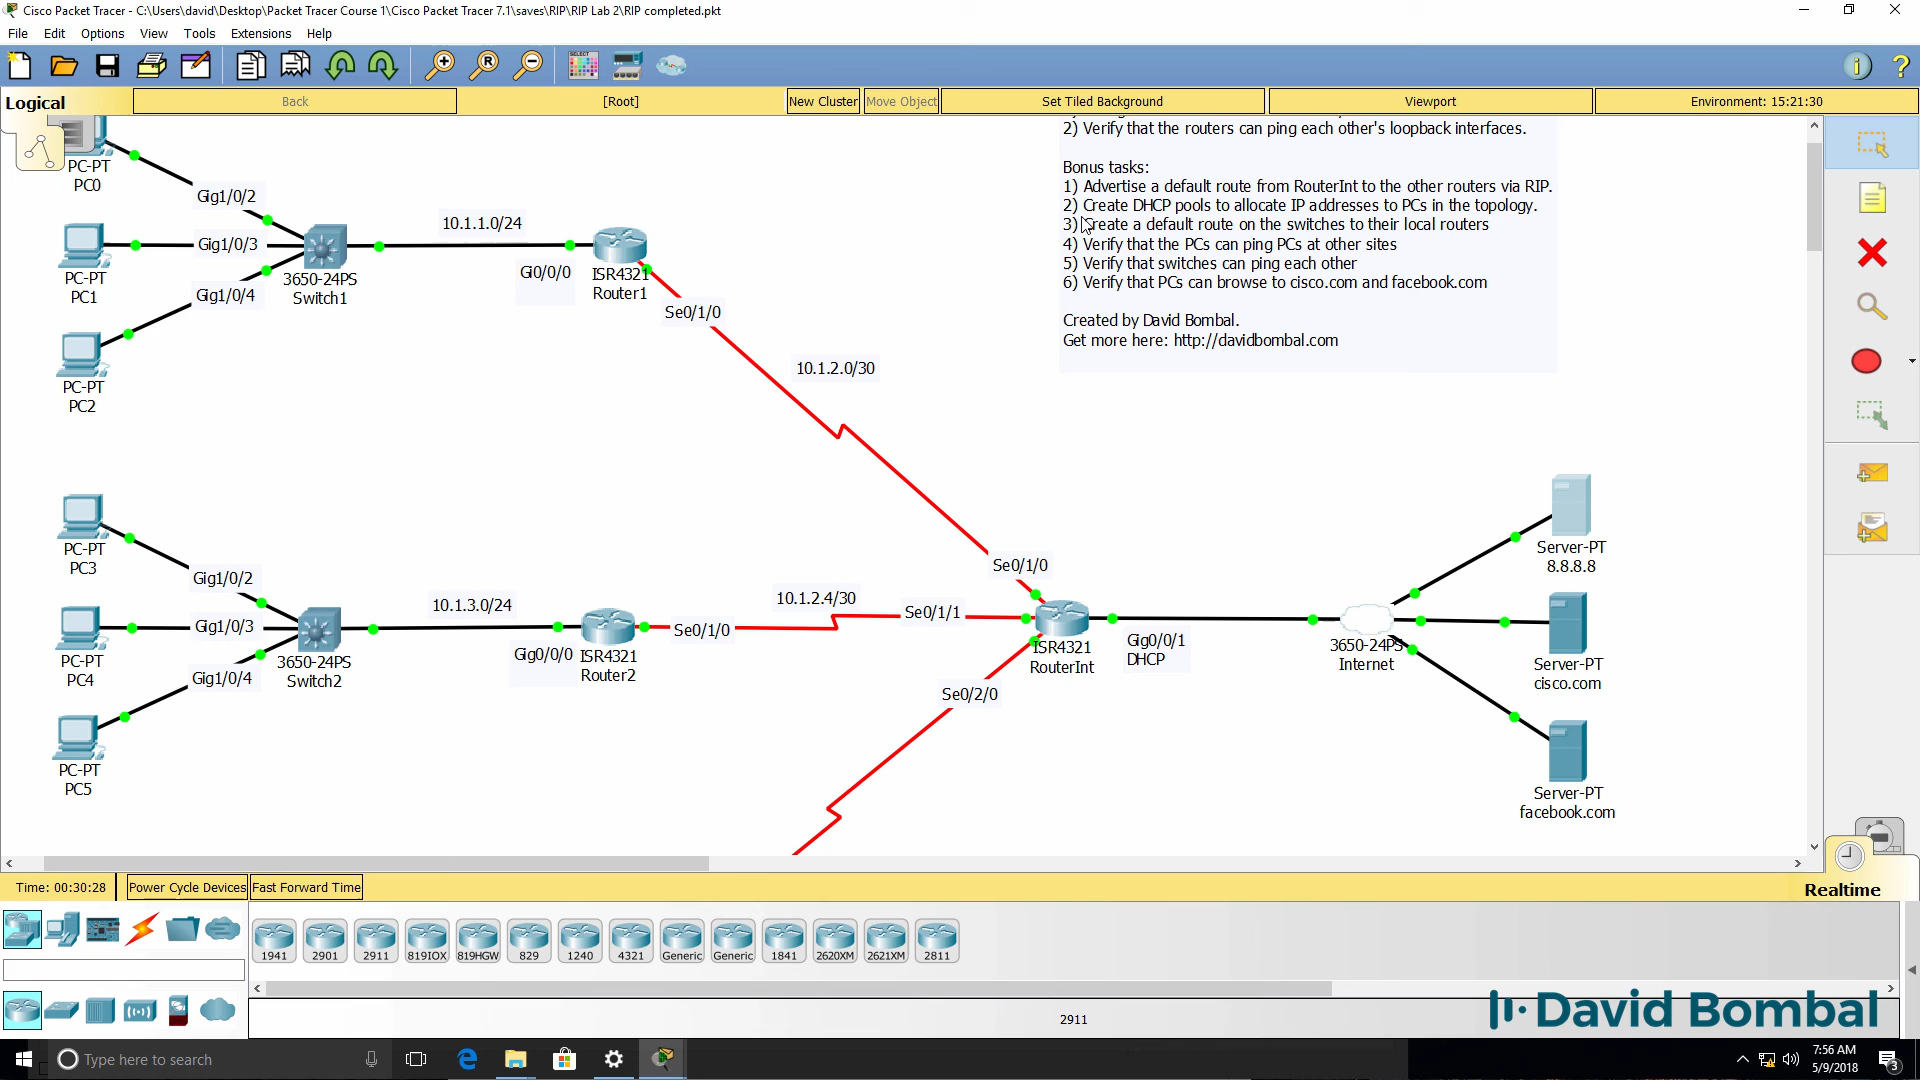 Cisco Packet Tracer - C:\Users\david\Desktop\Packet Tracer Course 1\Cisco Packet Tracer 7.1\saves\RIP\RIP Lab 2\RIP completed.pkt
File Edit Options View Tools Extensions Help
Logical Back [Root] New Cluster Move Object Set Tiled Background Viewport Environment: 15:21:30
2) Verify that the routers can ping each other's loopback interfaces.
Bonus tasks:
1) Advertise a default route from RouterInt to the other routers via RIP.
2) Create DHCP pools to allocate IP addresses to PCs in the topology.
3) Create a default route on the switches to their local routers
4) Verify that the PCs can ping PCs at other sites
5) Verify that switches can ping each other
6) Verify that PCs can browse to cisco.com and facebook.com
Created by David Bombal.
Get more here: http://davidbombal.com
PC-PT
PC0
Gig1/0/2
10.1.1.0/24
Gig1/0/3
PC-PT
PC1
Gig1/0/4
3650-24PS
Switch1
Gi0/0/0
ISR4321
Router1
Se0/1/0
10.1.2.0/30
PC-PT
PC2
PC-PT
PC3
Gig1/0/2
10.1.3.0/24
Gig1/0/3
PC-PT
PC4
Gig1/0/4
3650-24PS
Switch2
Gig0/0/0
ISR4321
Router2
Se0/1/0
10.1.2.4/30
Se0/1/1
Se0/1/0
ISR4321
RouterInt
Se0/2/0
Gig0/0/1
DHCP
3650-24PS
Internet
Server-PT
8.8.8.8
Server-PT
cisco.com
Server-PT
facebook.com
PC-PT
PC5
Time: 00:30:28 Power Cycle Devices Fast Forward Time Realtime
1941 2901 2911 819IOX 819HGW 829 1240 4321 Generic Generic 1841 2620XM 2621XM 2811
2911
David Bombal
Type here to search
7:56 AM
5/9/2018
3